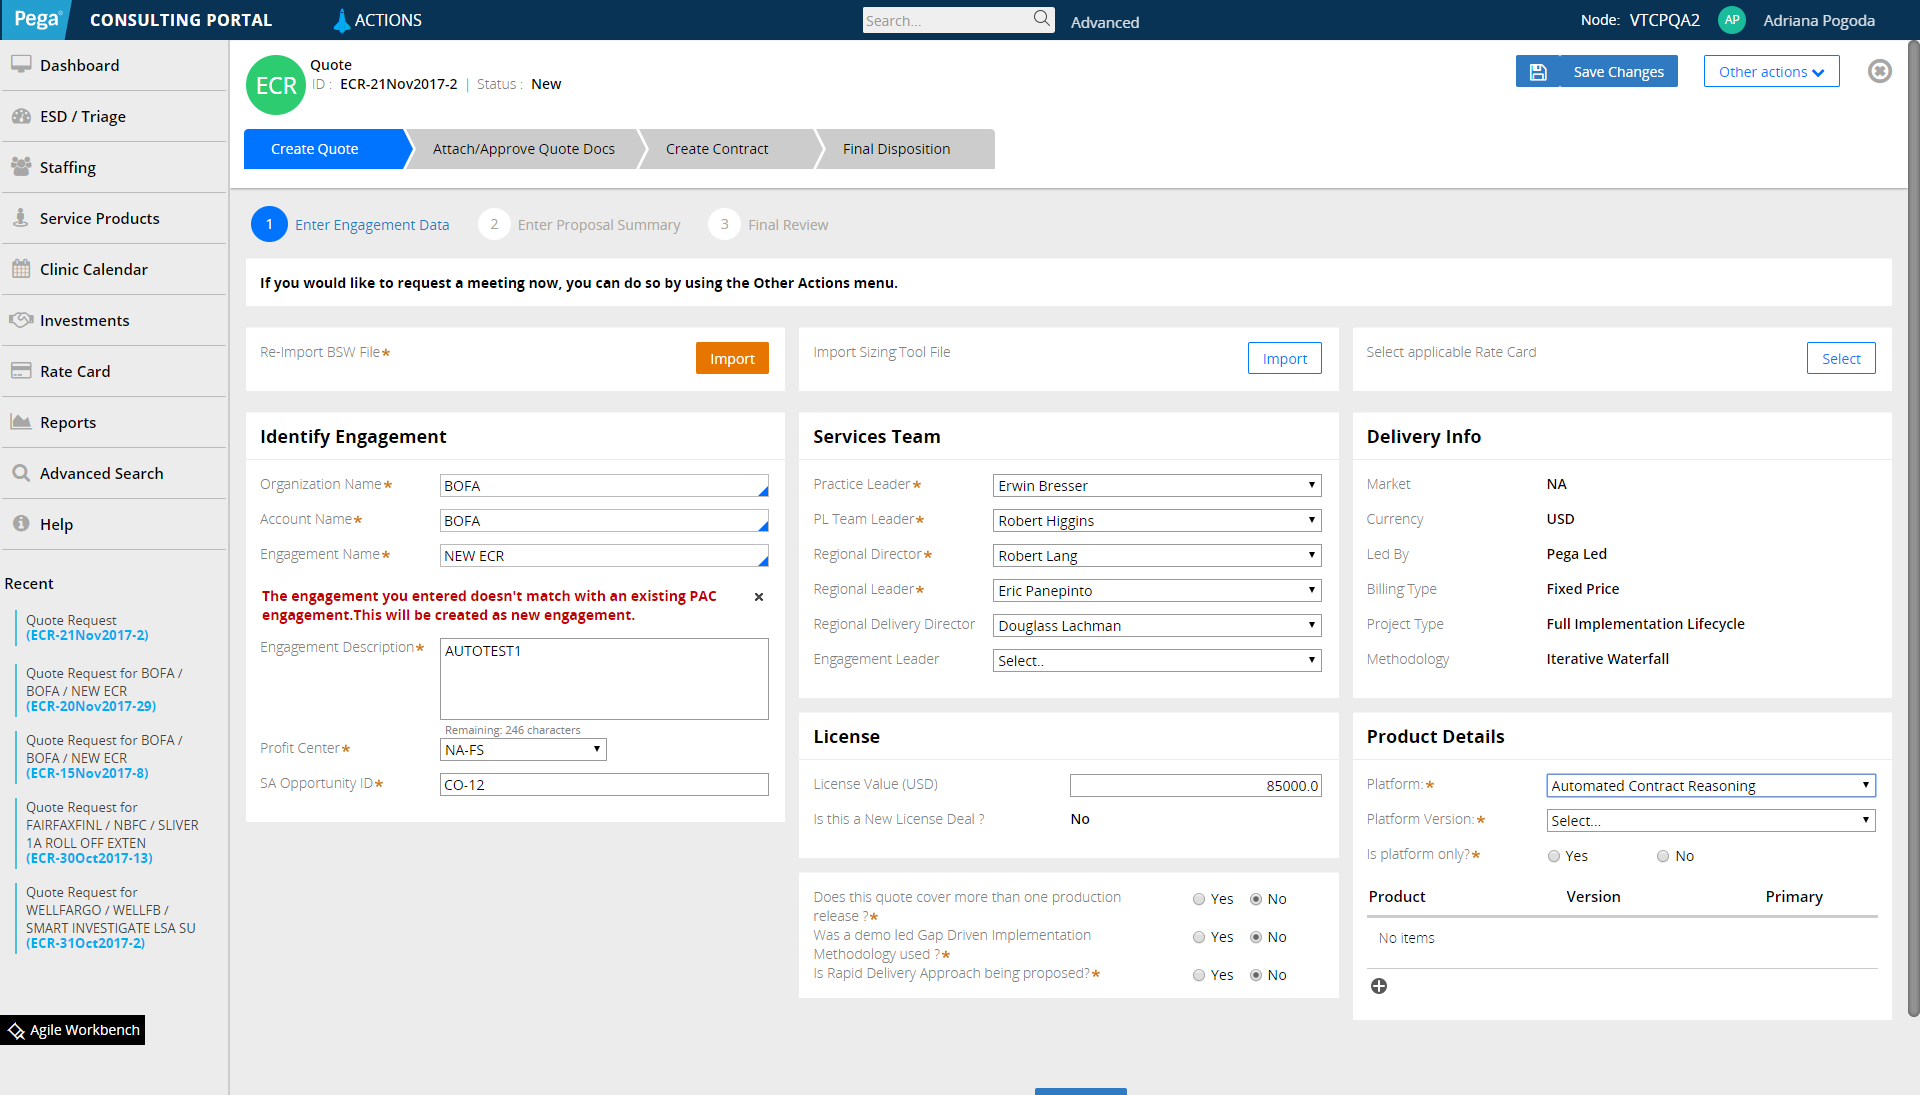 Pega CONSULTING PORTAL ACTIONS Search... Advanced Node: VTCPQA2 AP Adriana Pogoda
Dashboard
ESD / Triage
Staffing
Service Products
Clinic Calendar
Investments
Rate Card
Reports
Advanced Search
Help
Recent
Quote Request
(ECR-21Nov2017-2)
Quote Request for BOFA /
BOFA / NEW ECR
(ECR-20Nov2017-29)
Quote Request for BOFA /
BOFA / NEW ECR
(ECR-15Nov2017-8)
Quote Request for
FAIRFAXFINL / NBFC / SLIVER
1A ROLL OFF EXTEN
(ECR-30Oct2017-13)
Quote Request for
WELLFARGO / WELLFB /
SMART INVESTIGATE LSA SU
(ECR-31Oct2017-2)
Agile Workbench
ECR
Quote
ID : ECR-21Nov2017-2 | Status : New
Save Changes
Other actions
Create Quote Attach/Approve Quote Docs Create Contract Final Disposition
1 Enter Engagement Data 2 Enter Proposal Summary 3 Final Review
If you would like to request a meeting now, you can do so by using the Other Actions menu.
Re-Import BSW File* Import
Import Sizing Tool File Import
Select applicable Rate Card Select
Identify Engagement
Organization Name* BOFA
Account Name* BOFA
Engagement Name* NEW ECR
The engagement you entered doesn't match with an existing PAC
engagement.This will be created as new engagement.
Engagement Description* AUTOTEST1
Remaining: 246 characters
Profit Center* NA-FS
SA Opportunity ID* CO-12
Services Team
Practice Leader* Erwin Bresser
PL Team Leader* Robert Higgins
Regional Director* Robert Lang
Regional Leader* Eric Panepinto
Regional Delivery Director Douglass Lachman
Engagement Leader Select..
License
License Value (USD) 85000.0
Is this a New License Deal ? No
Does this quote cover more than one production
release ?* Yes No
Was a demo led Gap Driven Implementation
Methodology used ?* Yes No
Is Rapid Delivery Approach being proposed?* Yes No
Delivery Info
Market NA
Currency USD
Led By Pega Led
Billing Type Fixed Price
Project Type Full Implementation Lifecycle
Methodology Iterative Waterfall
Product Details
Platform:* Automated Contract Reasoning
Platform Version:* Select...
Is platform only?* Yes No
Product Version Primary
No items